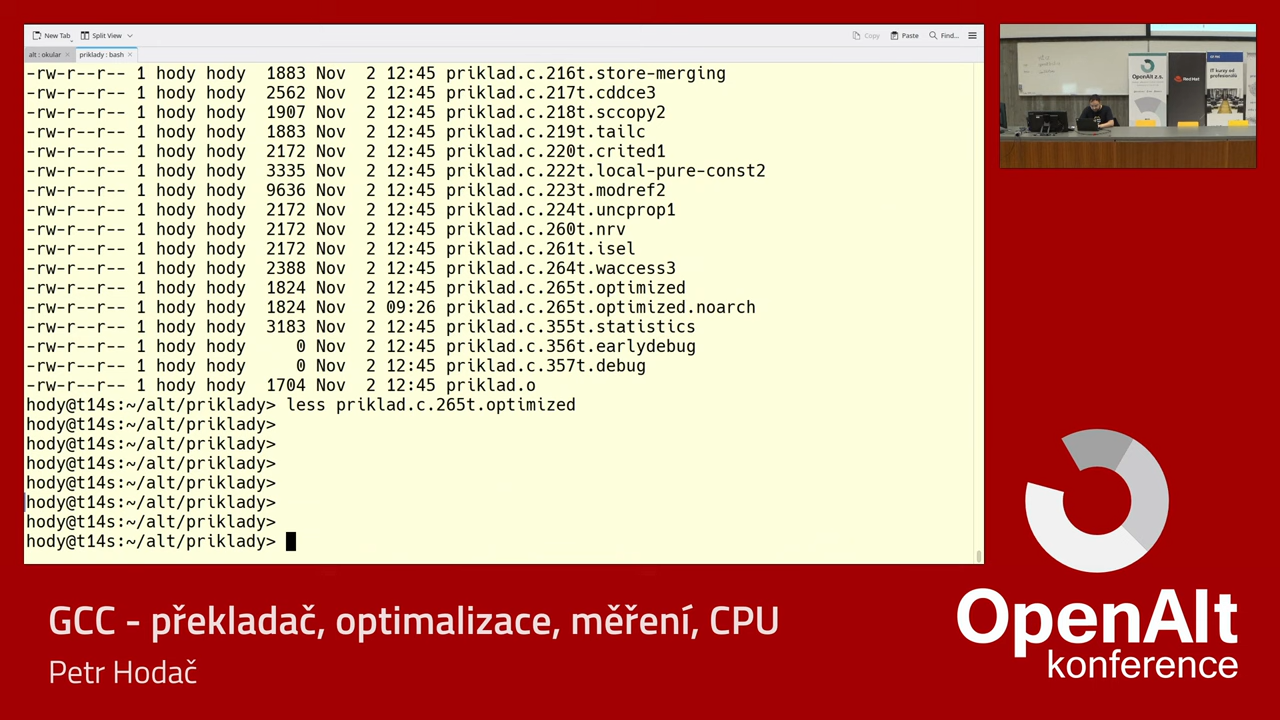 New Tab Split View Copy Paste Find...
alt : okular priklady : bash
-rw-r--r-- 1 hody hody 1883 Nov 2 12:45 priklad.c.216t.store-merging
-rw-r--r-- 1 hody hody 2562 Nov 2 12:45 priklad.c.217t.cddce3
-rw-r--r-- 1 hody hody 1907 Nov 2 12:45 priklad.c.218t.sccopy2
-rw-r--r-- 1 hody hody 1883 Nov 2 12:45 priklad.c.219t.tailc
-rw-r--r-- 1 hody hody 2172 Nov 2 12:45 priklad.c.220t.crited1
-rw-r--r-- 1 hody hody 3335 Nov 2 12:45 priklad.c.222t.local-pure-const2
-rw-r--r-- 1 hody hody 9636 Nov 2 12:45 priklad.c.223t.modref2
-rw-r--r-- 1 hody hody 2172 Nov 2 12:45 priklad.c.224t.uncprop1
-rw-r--r-- 1 hody hody 2172 Nov 2 12:45 priklad.c.260t.nrv
-rw-r--r-- 1 hody hody 2172 Nov 2 12:45 priklad.c.261t.isel
-rw-r--r-- 1 hody hody 2388 Nov 2 12:45 priklad.c.264t.waccess3
-rw-r--r-- 1 hody hody 1824 Nov 2 12:45 priklad.c.265t.optimized
-rw-r--r-- 1 hody hody 1824 Nov 2 09:26 priklad.c.265t.optimized.noarch
-rw-r--r-- 1 hody hody 3183 Nov 2 12:45 priklad.c.355t.statistics
-rw-r--r-- 1 hody hody 0 Nov 2 12:45 priklad.c.356t.earlydebug
-rw-r--r-- 1 hody hody 0 Nov 2 12:45 priklad.c.357t.debug
-rw-r--r-- 1 hody hody 1704 Nov 2 12:45 priklad.o
hody@t14s:~/alt/priklady> less priklad.c.265t.optimized
hody@t14s:~/alt/priklady>
hody@t14s:~/alt/priklady>
hody@t14s:~/alt/priklady>
hody@t14s:~/alt/priklady>
hody@t14s:~/alt/priklady>
hody@t14s:~/alt/priklady>
hody@t14s:~/alt/priklady>
OpenAlt z.s.
Red Hat
IT kurzy od
profesionálů
GCC - překladač, optimalizace, měření, CPU
Petr Hodač
OpenAlt
konference